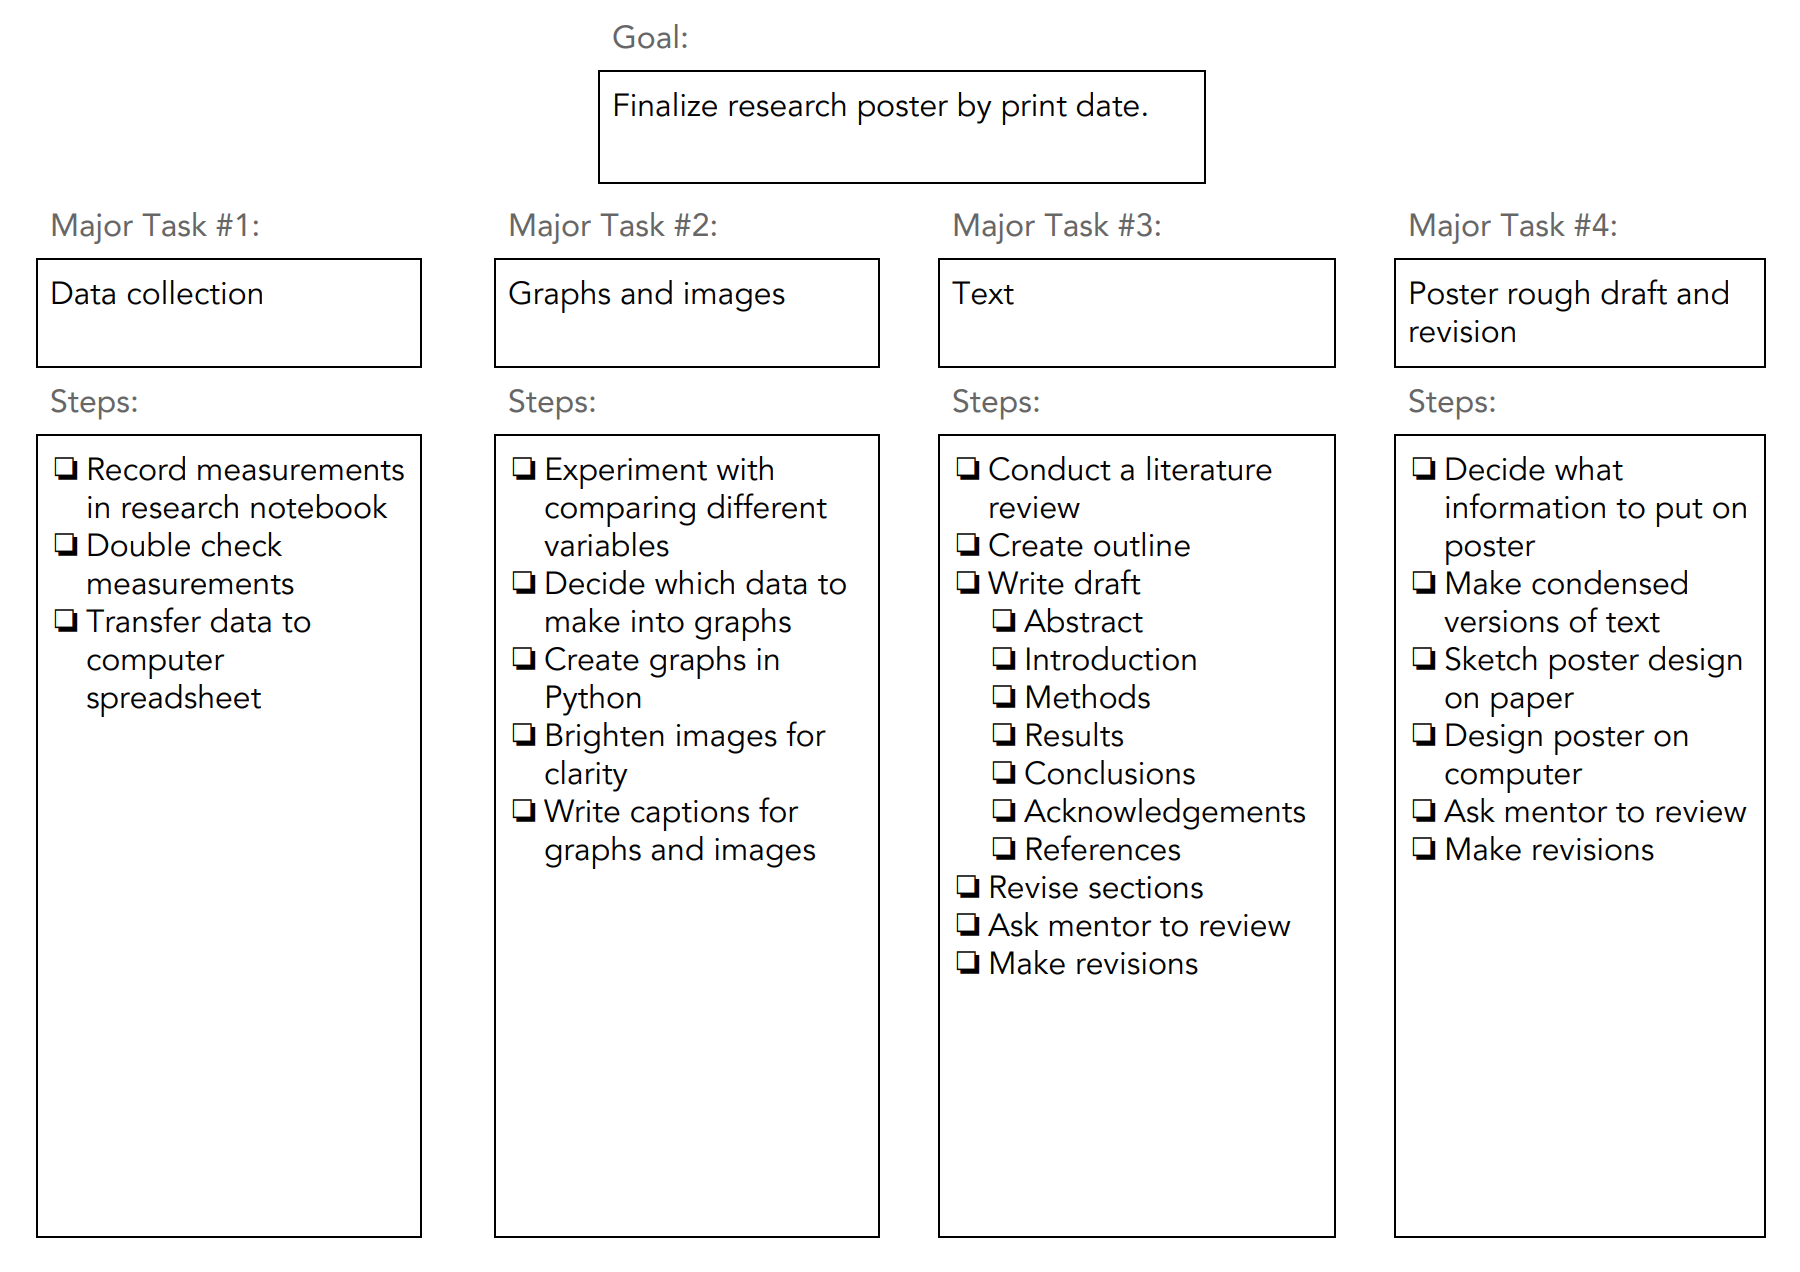 Goal:
Finalize research poster by print date.
Major Task #1:
Data collection
Steps:
❏ Record measurements
in research notebook
❏ Double check
measurements
❏ Transfer data to
computer
spreadsheet
Major Task #2:
Graphs and images
Steps:
❏ Experiment with
comparing different
variables
❏ Decide which data to
make into graphs
❏ Create graphs in
Python
❏ Brighten images for
clarity
❏ Write captions for
graphs and images
Major Task #3:
Text
Steps:
❏ Conduct a literature
review
❏ Create outline
❏ Write draft
❏ Abstract
❏ Introduction
❏ Methods
❏ Results
❏ Conclusions
❏ Acknowledgements
❏ References
❏ Revise sections
❏ Ask mentor to review
❏ Make revisions
Major Task #4:
Poster rough draft and
revision
Steps:
❏ Decide what
information to put on
poster
❏ Make condensed
versions of text
❏ Sketch poster design
on paper
❏ Design poster on
computer
❏ Ask mentor to review
❏ Make revisions